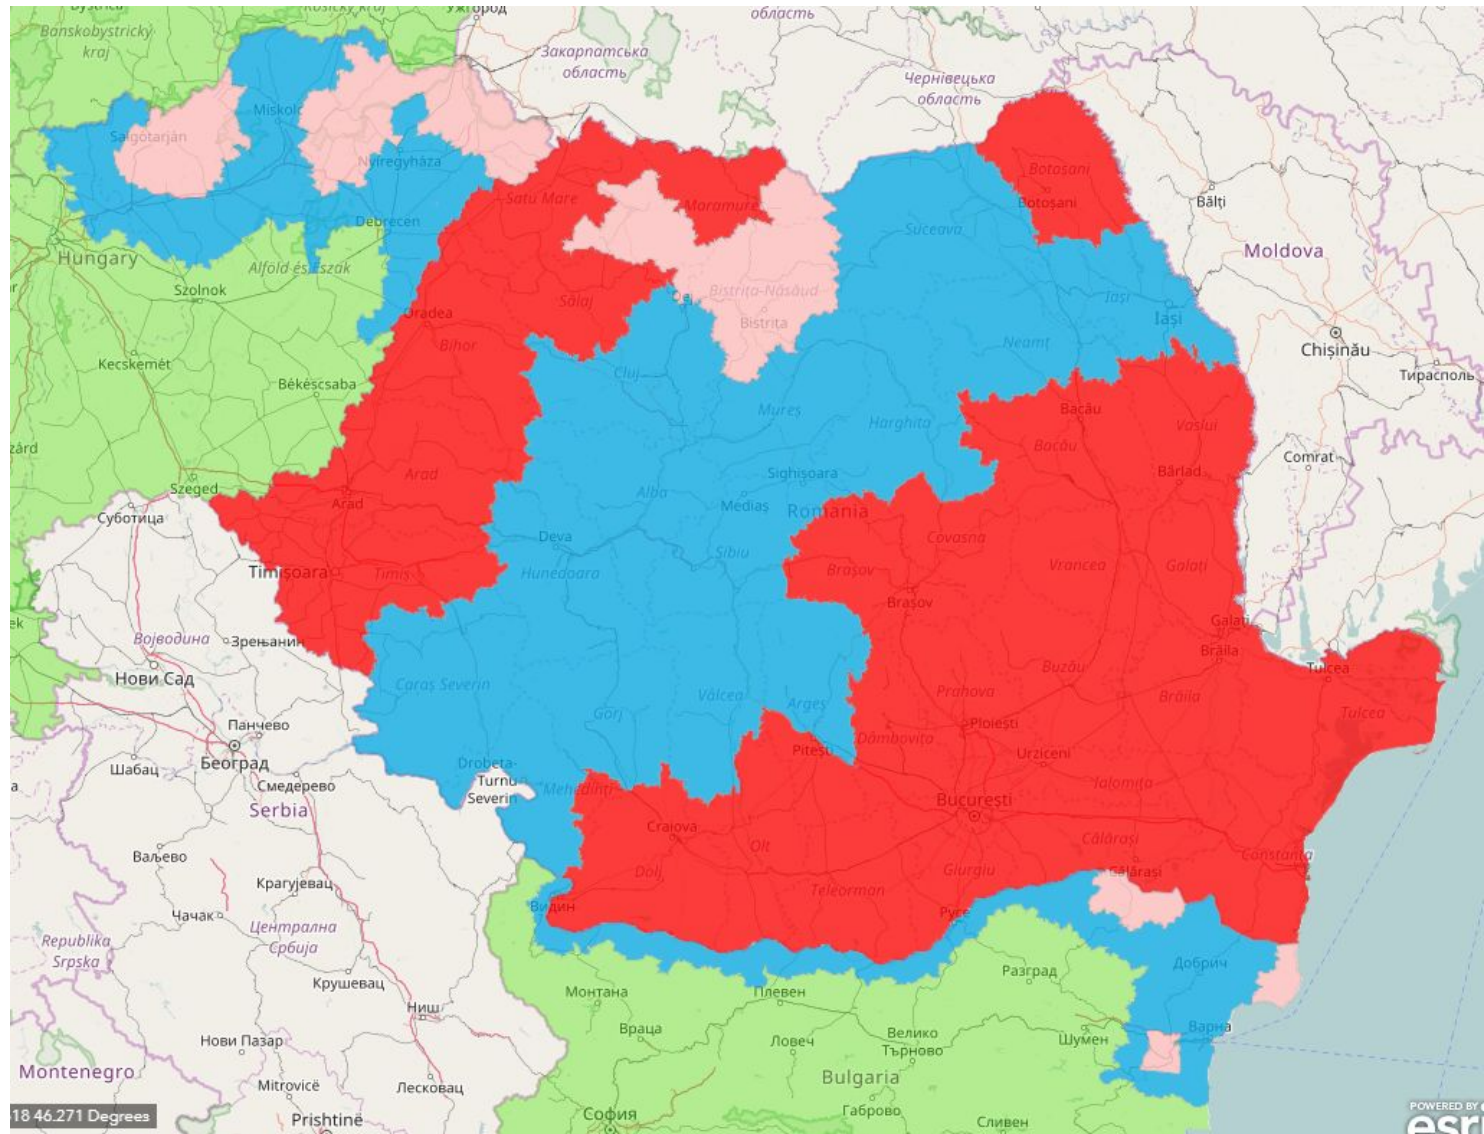 Banskobystrický
kraj
Košický kraj
Ужгород
область
Закарпатська
область
Чернівецька
область
Salgótarján
Miskolc
Nyíregyháza
Debrecen
Satu Mare
Maramureș
Botoșani
Botoșani
Bălți
Suceava
Moldova
Hungary
Alföld és Észak
Szolnok
Oradea
Sălaj
Dej
Bistrița-Năsăud
Bistrița
Iași
Iași
Chișinău
Bihor
Neamț
Kecskemét
Békéscsaba
Cluj
Тирасполь
Mureș
Harghita
Bacău
Bacău
Vaslui
zárd
Comrat
Szeged
Arad
Arad
Sighișoara
Bârlad
Alba
Mediaș
Romania
Суботица
Deva
Sibiu
Covasna
Timișoara
Timiș
Hunedoara
Brașov
Vrancea
Galați
Brașov
Galați
Војводина
Зрењанин
Brăila
Tulcea
ek
Нови Сад
Caraș Severin
Vâlcea
Argeș
Buzău
Prahova
Brăila
Tulcea
Gorj
Панчево
Ploiești
Dâmbovița
Pitești
Urziceni
Београд
Шабац
Смедерево
Drobeta-
Turnu
Severin
Mehedinți
Ialomița
București
Serbia
Craiova
Olt
Călărași
Ваљево
Constanța
Dolj
Teleorman
Giurgiu
Călărași
Крагујевац
Видин
Русе
Чачак
Централна
Србија
Republika
Srpska
Крушевац
Разград
Добрич
Монтана
Плевен
Ниш
Враца
Велико
Търново
Ловеч
Шумен
Варна
Нови Пазар
Montenegro
Mitrovicë
Лесковац
Bulgaria
Габрово
18 46.271 Degrees
Prishtinë
София
Сливен
POWERED BY
esri